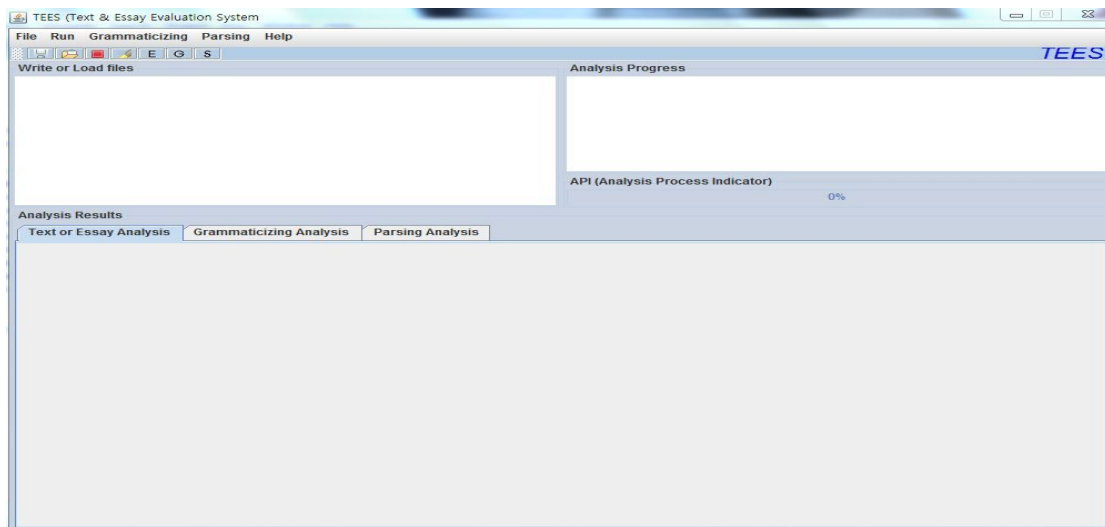 TEES (Text & Essay Evaluation System
File Run Grammaticizing Parsing Help
E G S
TEES
Write or Load files
Analysis Progress
API (Analysis Process Indicator)
0%
Analysis Results
Text or Essay Analysis Grammaticizing Analysis Parsing Analysis